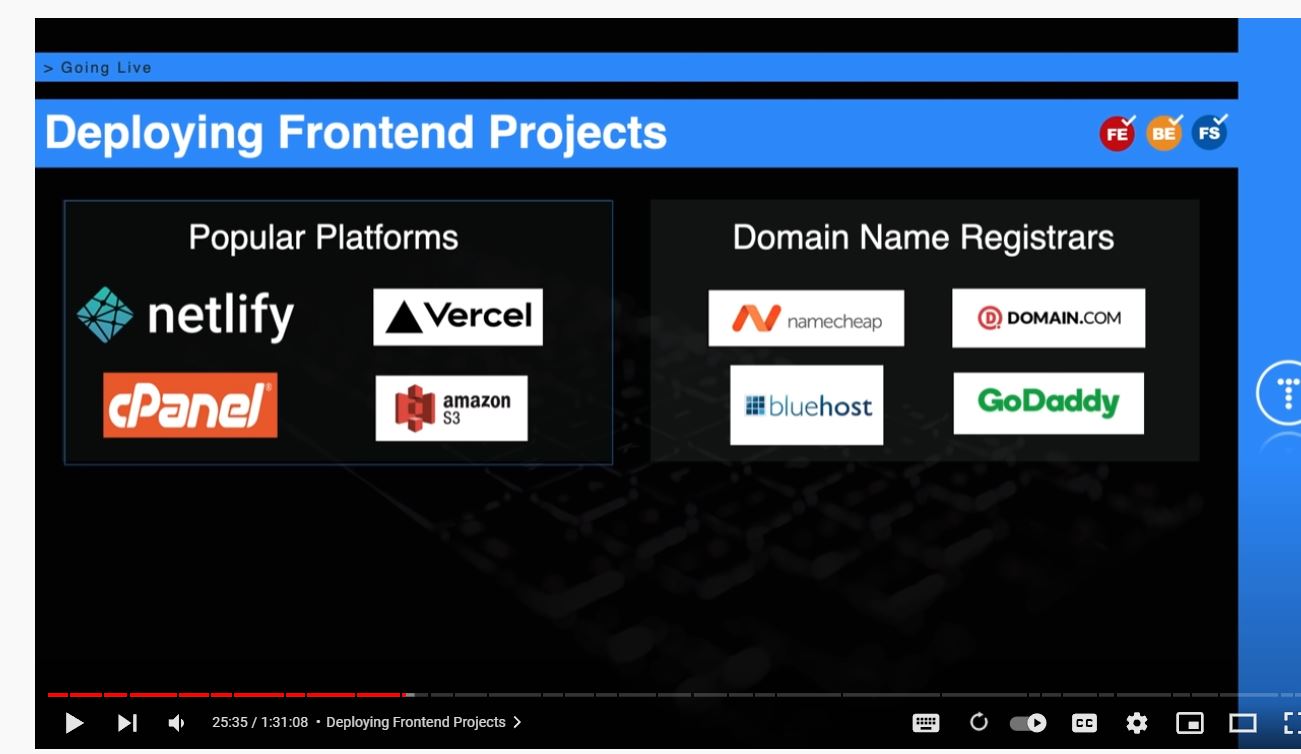 > Going Live
Deploying Frontend Projects
FE BE FS
Popular Platforms
netlify
Vercel
cPanel®
amazon
S3
Domain Name Registrars
namecheap
DOMAIN.COM
bluehost
GoDaddy
25:35 / 1:31:08 • Deploying Frontend Projects >
CC